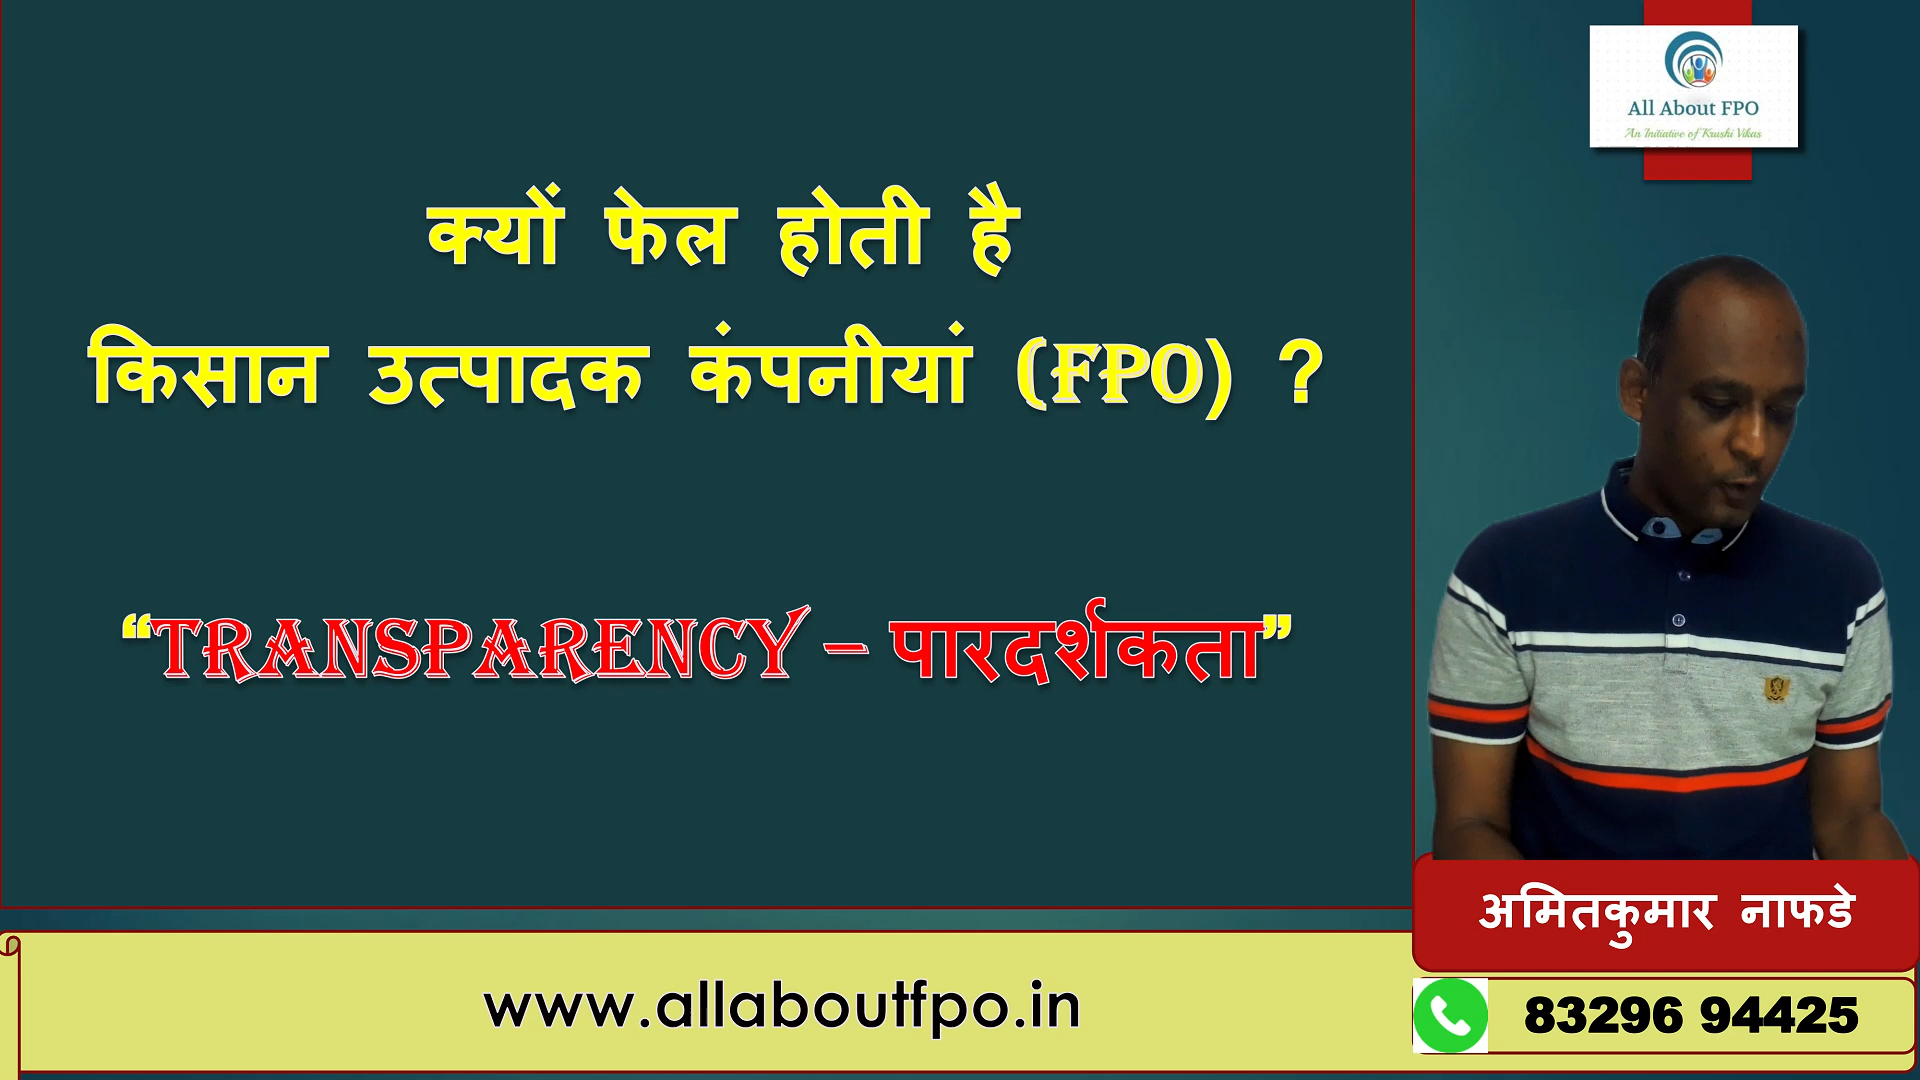 क्यों फेल होती है
किसान उत्पादक कंपनीयां (FPO) ?
“TRANSPARENCY – पारदर्शकता”
All About FPO
An Initiative of Krushi Vikas
अमितकुमार नाफडे
83296 94425
www.allaboutfpo.in